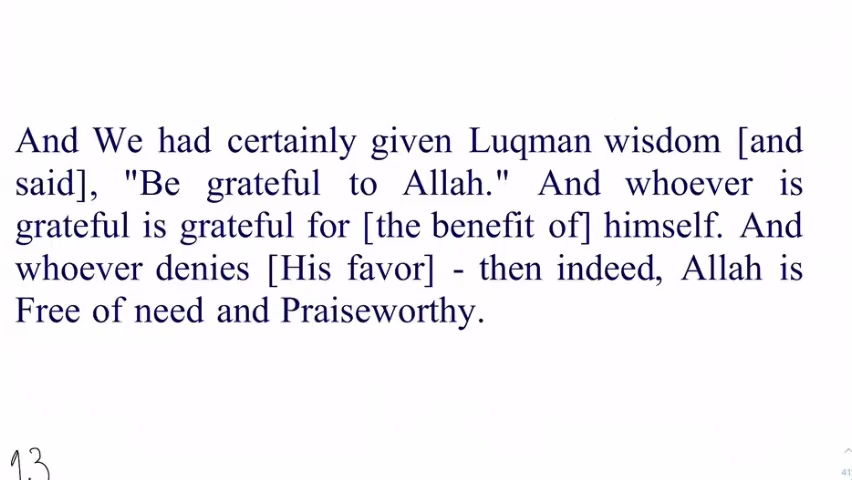 And We had certainly given Luqman wisdom [and
said], "Be grateful to Allah." And whoever is
grateful is grateful for [the benefit of] himself. And
whoever denies [His favor] - then indeed, Allah is
Free of need and Praiseworthy.
13